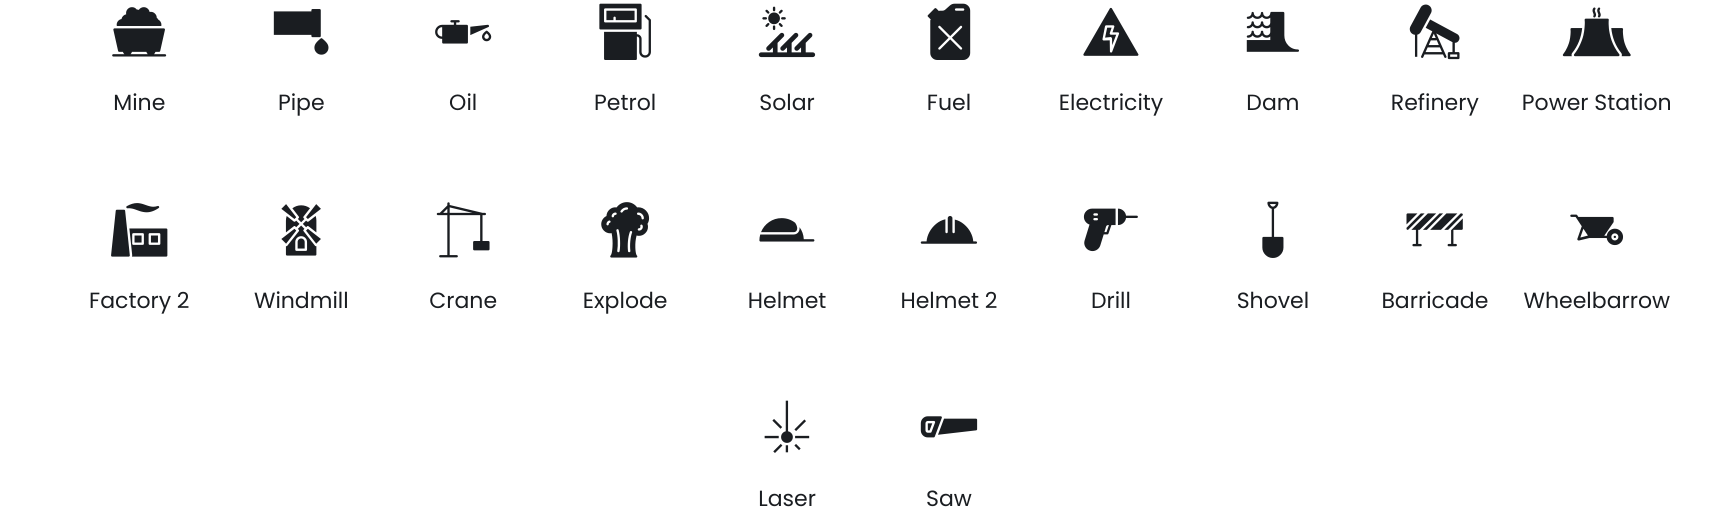 Mine Pipe Oil Petrol Solar Fuel Electricity Dam Refinery Power Station
Factory 2 Windmill Crane Explode Helmet Helmet 2 Drill Shovel Barricade Wheelbarrow
Laser Saw